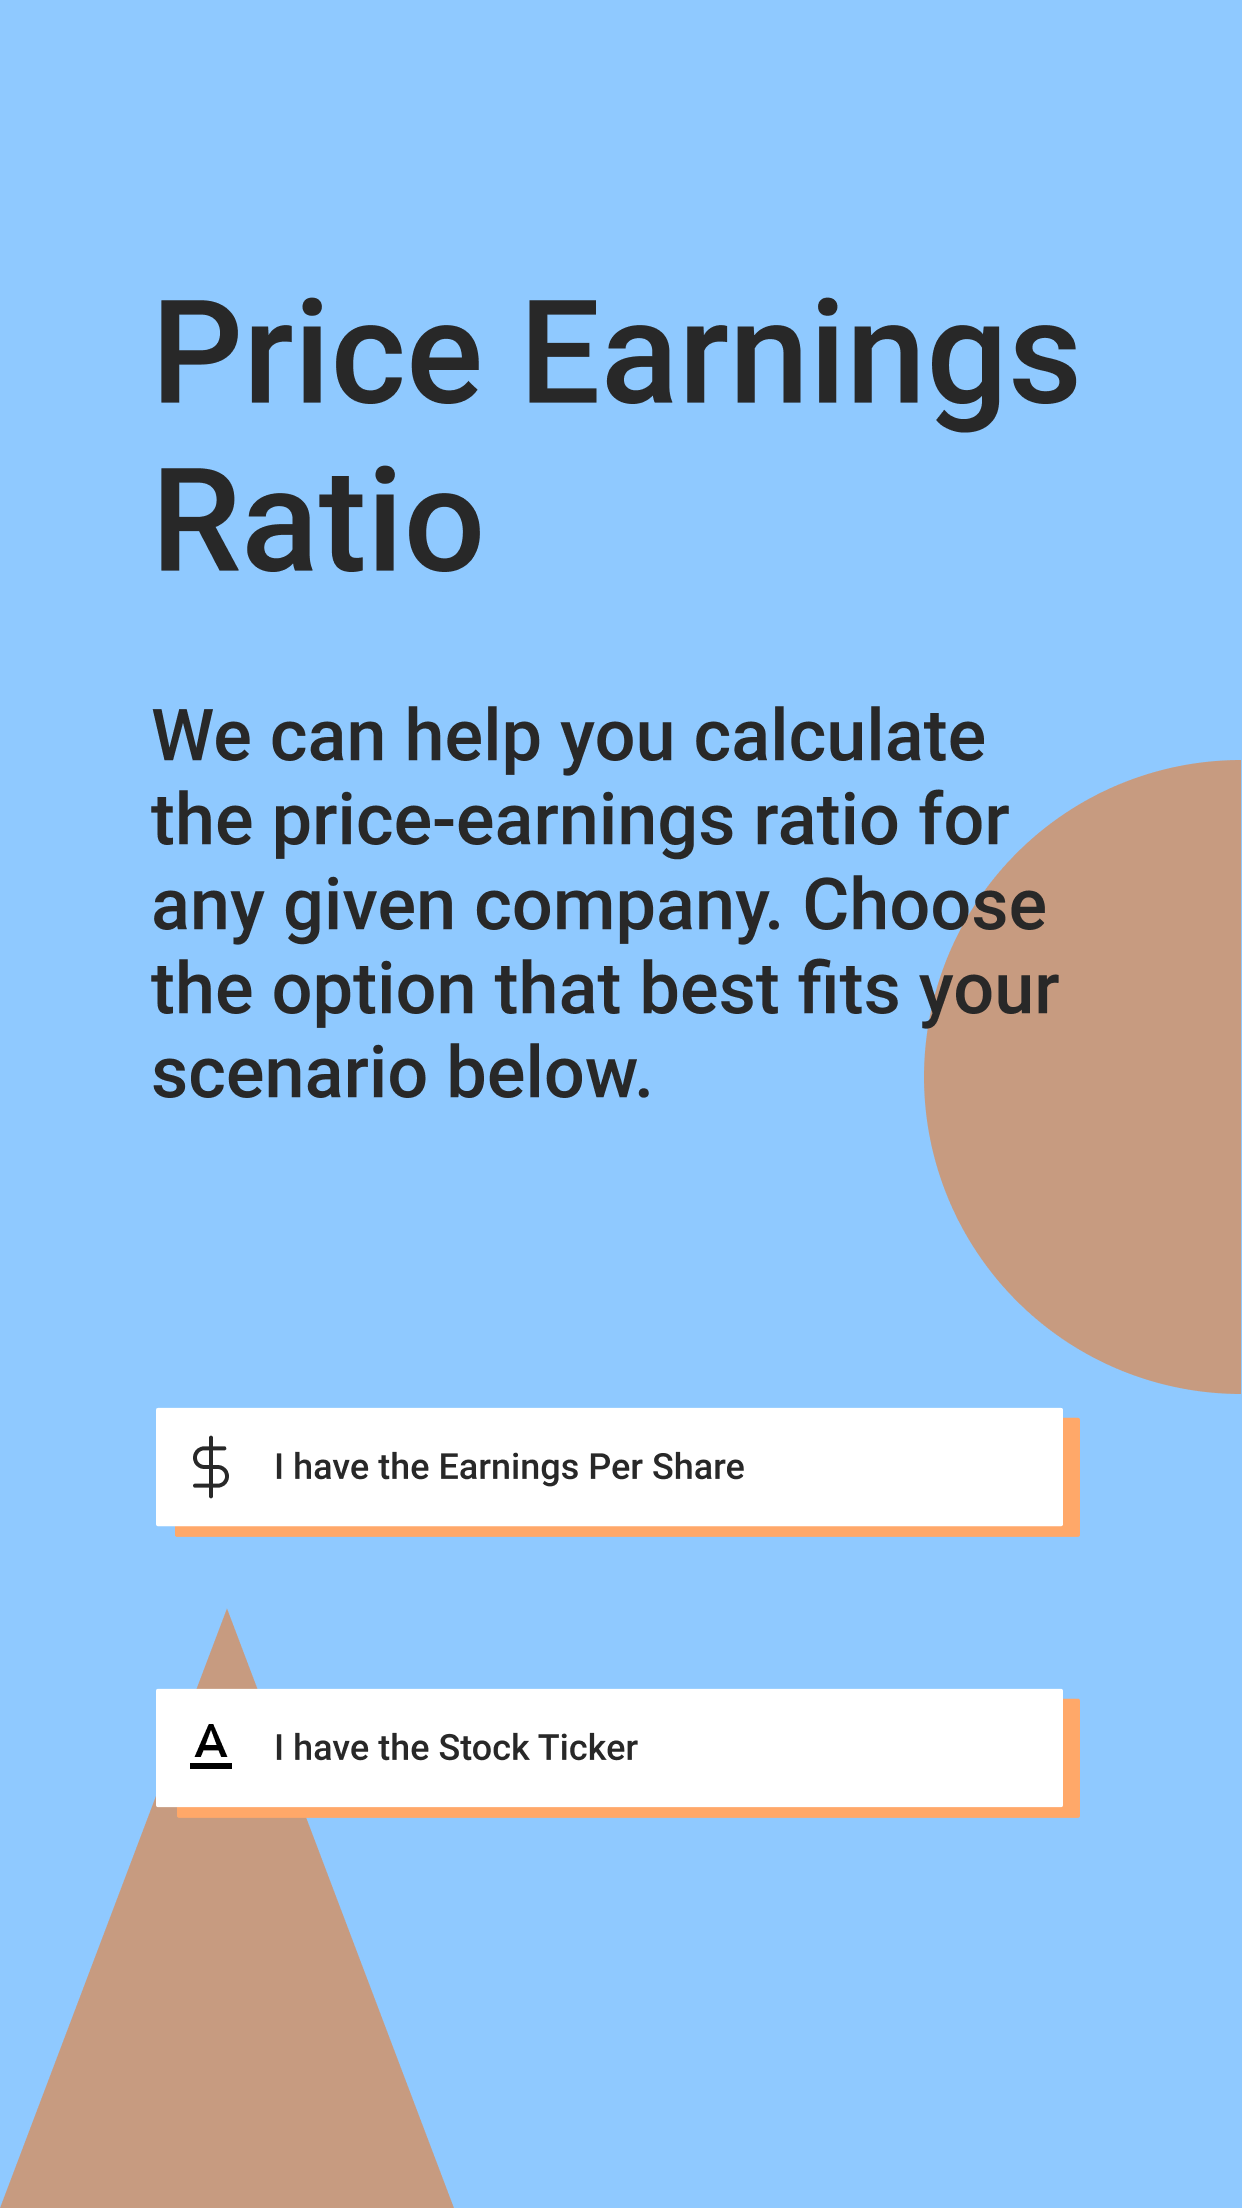 Price Earnings
Ratio
We can help you calculate
the price-earnings ratio for
any given company. Choose
the option that best fits your
scenario below.
$ I have the Earnings Per Share
A I have the Stock Ticker